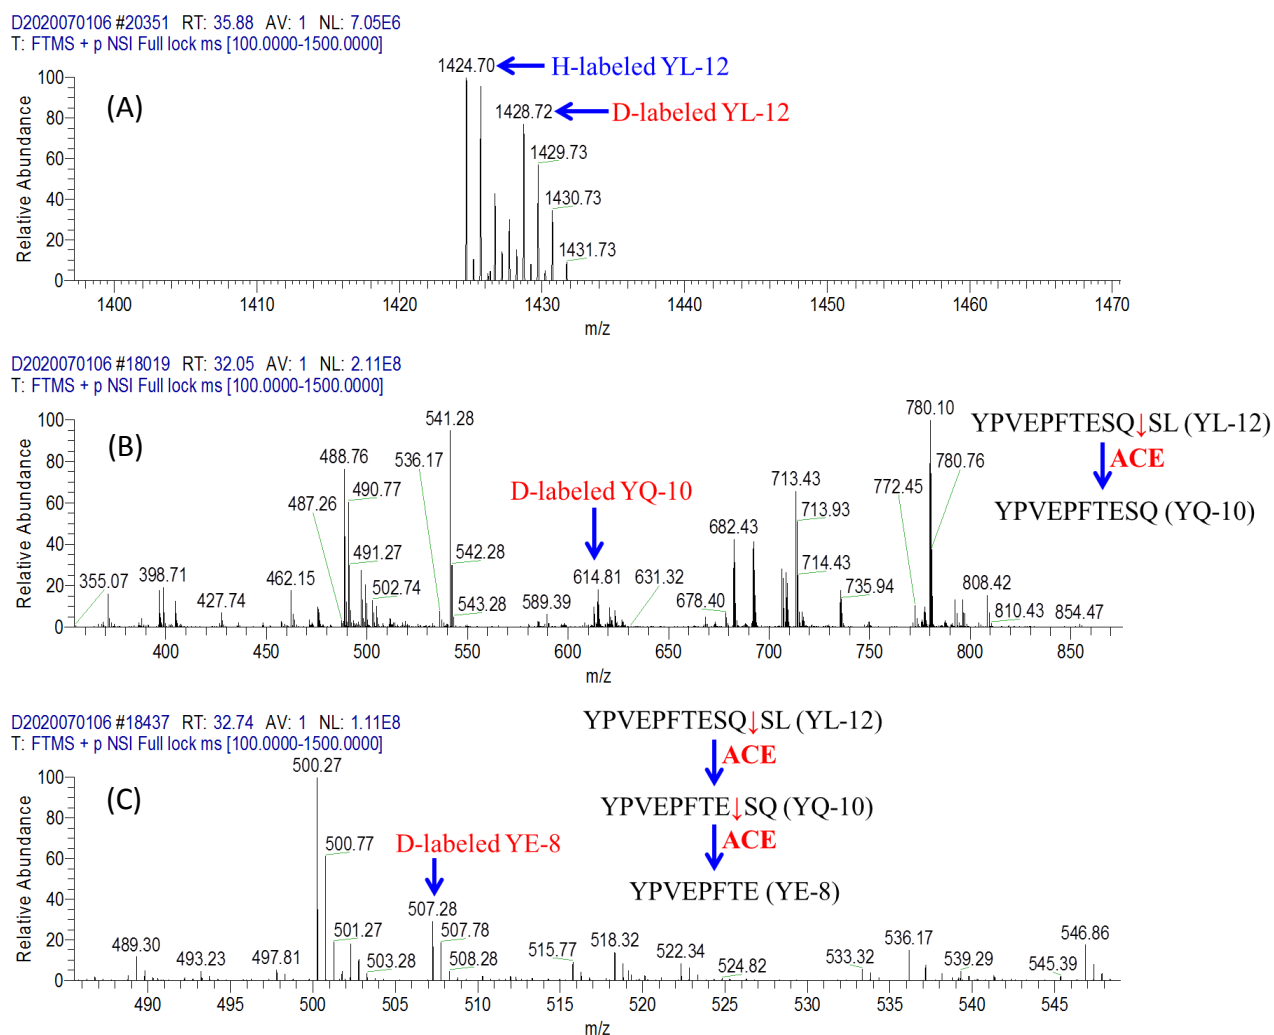 D2020070106 #20351 RT: 35.88 AV: 1 NL: 7.05E6
T: FTMS + p NSI Full lock ms [100.0000-1500.0000]
(A)
Relative Abundance
100
80
60
40
20
0
1424.70
H-labeled YL-12
1428.72
D-labeled YL-12
1429.73
1430.73
1431.73
1400 1410 1420 1430 1440 1450 1460 1470
m/z
D2020070106 #18019 RT: 32.05 AV: 1 NL: 2.11E8
T: FTMS + p NSI Full lock ms [100.0000-1500.0000]
(B)
Relative Abundance
100
80
60
40
20
0
355.07
398.71
427.74
462.15
487.26
488.76
490.77
491.27
502.74
536.17
541.28
542.28
543.28
589.39
D-labeled YQ-10
614.81
631.32
678.40
682.43
713.43
713.93
714.43
735.94
772.45
780.10
780.76
808.42
810.43
854.47
YPVEPFTESQ↓SL (YL-12)
ACE
YPVEPFTESQ (YQ-10)
400 450 500 550 600 650 700 750 800 850
m/z
D2020070106 #18437 RT: 32.74 AV: 1 NL: 1.11E8
T: FTMS + p NSI Full lock ms [100.0000-1500.0000]
(C)
Relative Abundance
100
80
60
40
20
0
489.30
493.23
497.81
500.27
500.77
501.27
503.28
D-labeled YE-8
507.28
507.78
508.28
515.77
518.32
522.34
524.82
533.32
536.17
539.29
545.39
546.86
YPVEPFTESQ↓SL (YL-12)
ACE
YPVEPFTE↓SQ (YQ-10)
ACE
YPVEPFTE (YE-8)
490 495 500 505 510 515 520 525 530 535 540 545
m/z